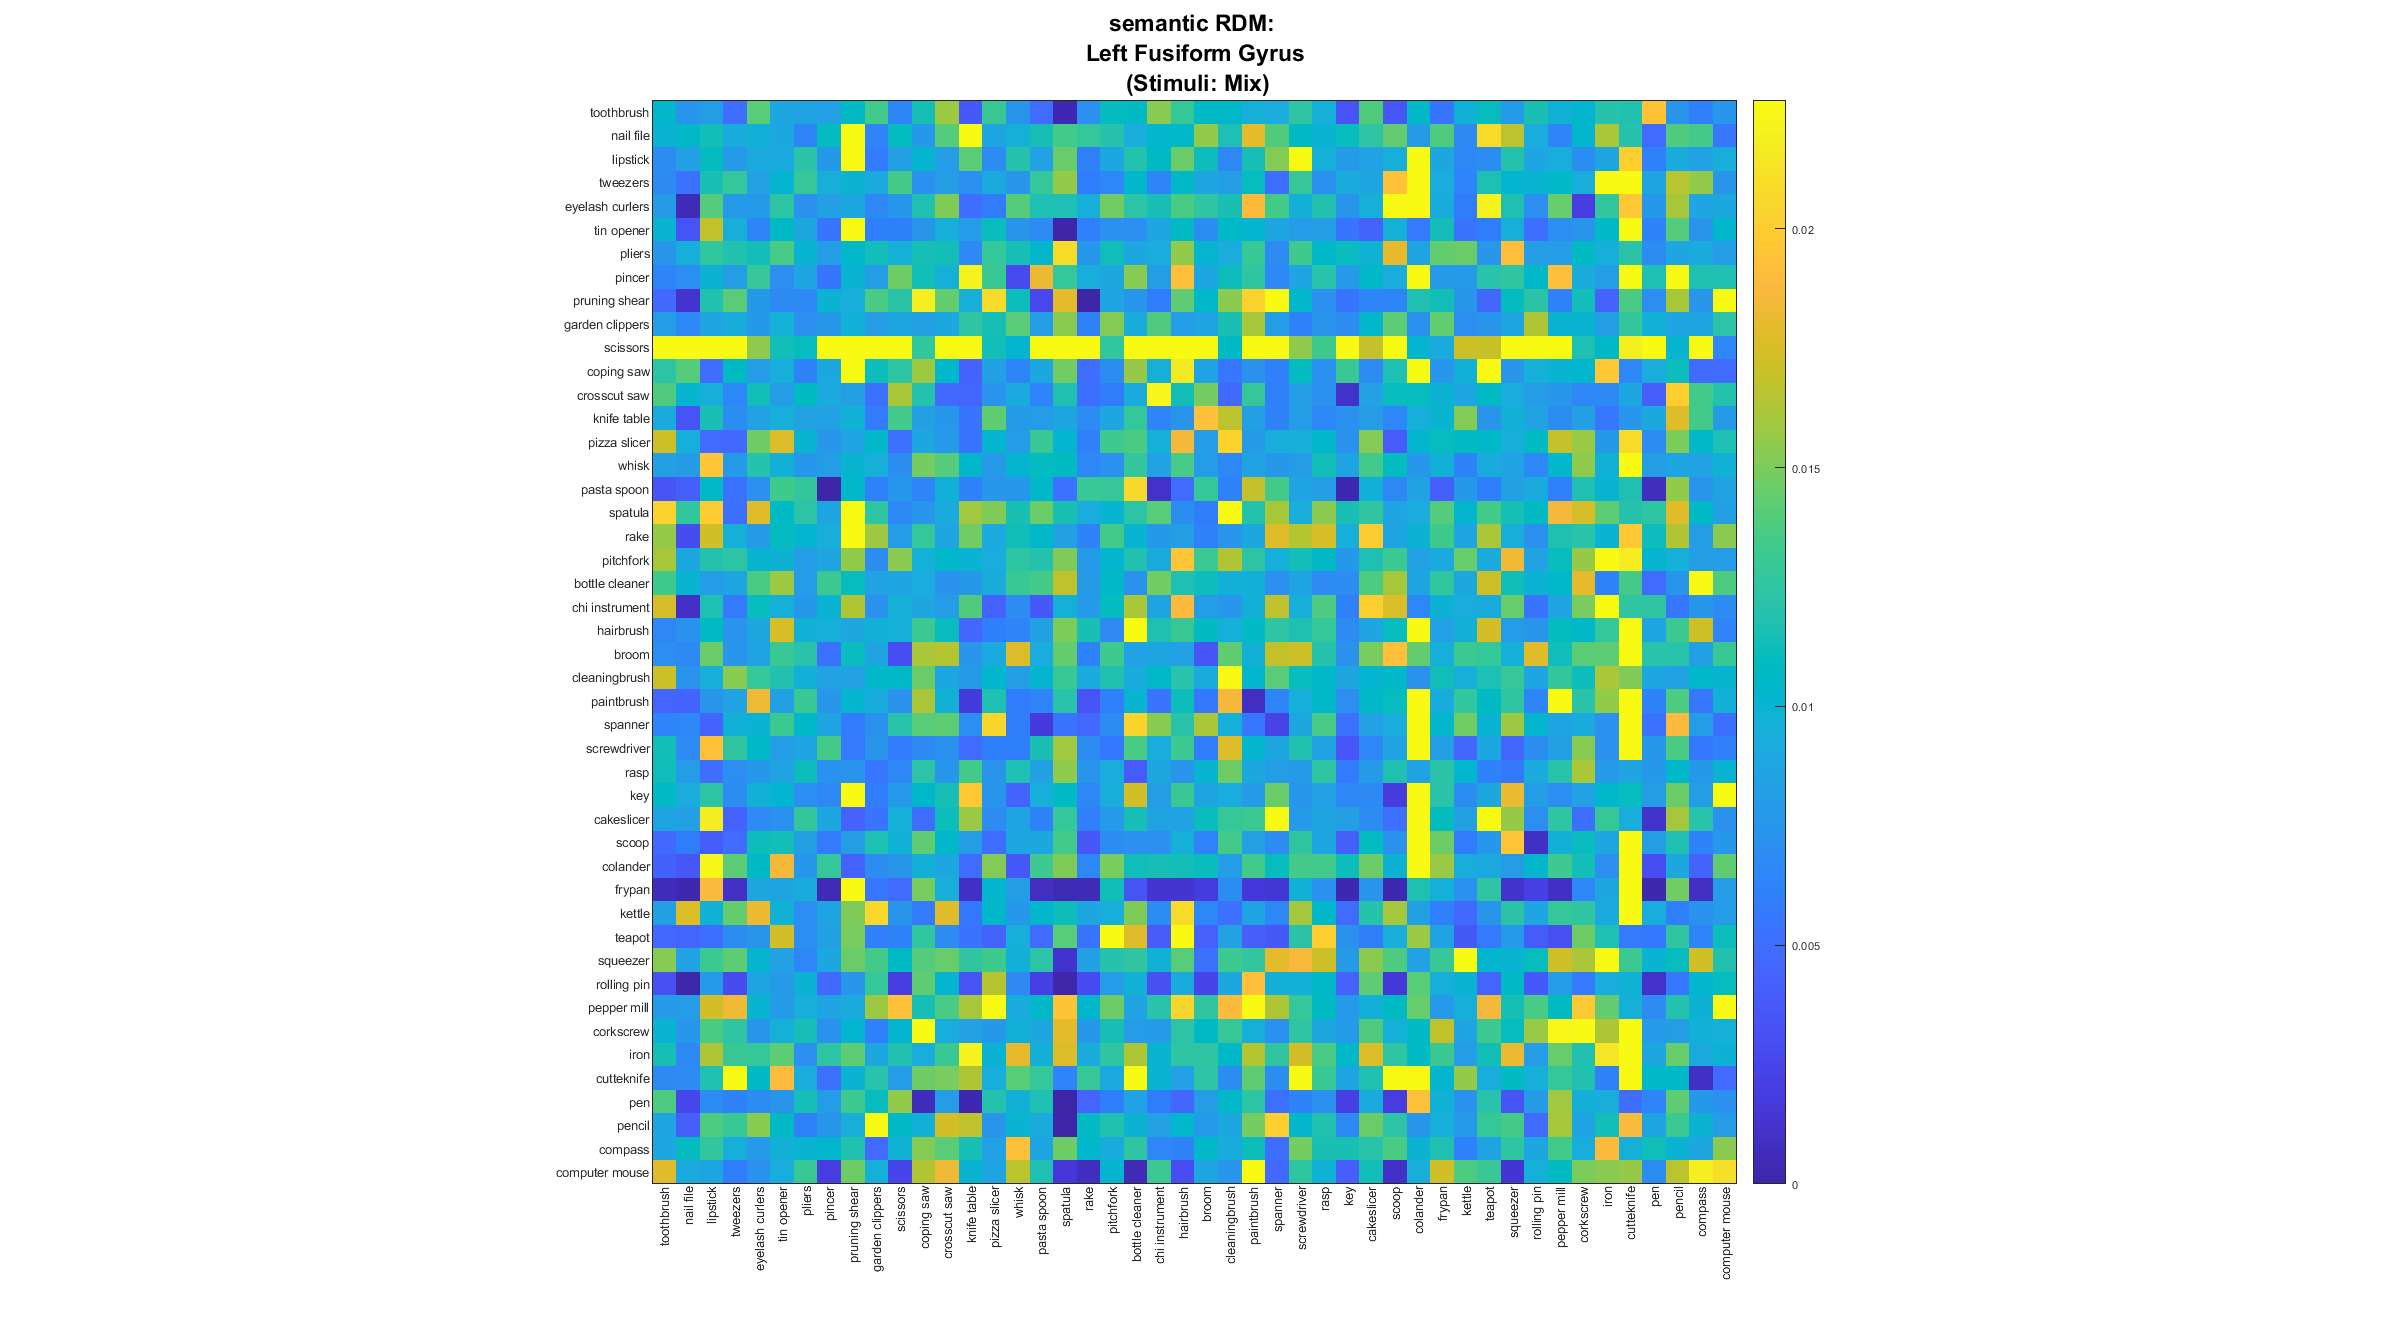 semantic RDM:
Left Fusiform Gyrus
(Stimuli: Mix)
toothbrush
nail file
lipstick
tweezers
eyelash curlers
tin opener
pliers
pincer
pruning shear
garden clippers
scissors
coping saw
crosscut saw
knife table
pizza slicer
whisk
pasta spoon
spatula
rake
pitchfork
bottle cleaner
chi instrument
hairbrush
broom
cleaningbrush
paintbrush
spanner
screwdriver
rasp
key
cakeslicer
scoop
colander
frypan
kettle
teapot
squeezer
rolling pin
pepper mill
corkscrew
iron
cutteknife
pen
pencil
compass
computer mouse
toothbrush
nail file
lipstick
tweezers
eyelash curlers
tin opener
pliers
pincer
pruning shear
garden clippers
scissors
coping saw
crosscut saw
knife table
pizza slicer
whisk
pasta spoon
spatula
rake
pitchfork
bottle cleaner
chi instrument
hairbrush
broom
cleaningbrush
paintbrush
spanner
screwdriver
rasp
key
cakeslicer
scoop
colander
frypan
kettle
teapot
squeezer
rolling pin
pepper mill
corkscrew
iron
cutteknife
pen
pencil
compass
computer mouse
0.02
0.015
0.01
0.005
0